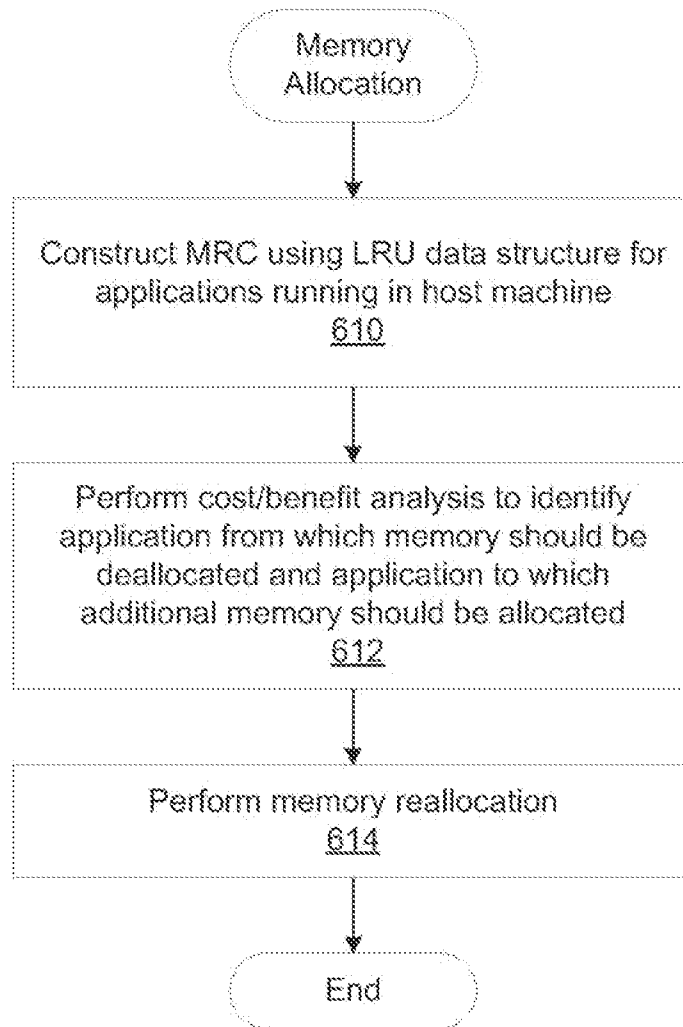 Memory
Allocation
Construct MRC using LRU data structure for
applications running in host machine
610
Perform cost/benefit analysis to identify
application from which memory should be
deallocated and application to which
additional memory should be allocated
612
Perform memory reallocation
614
End